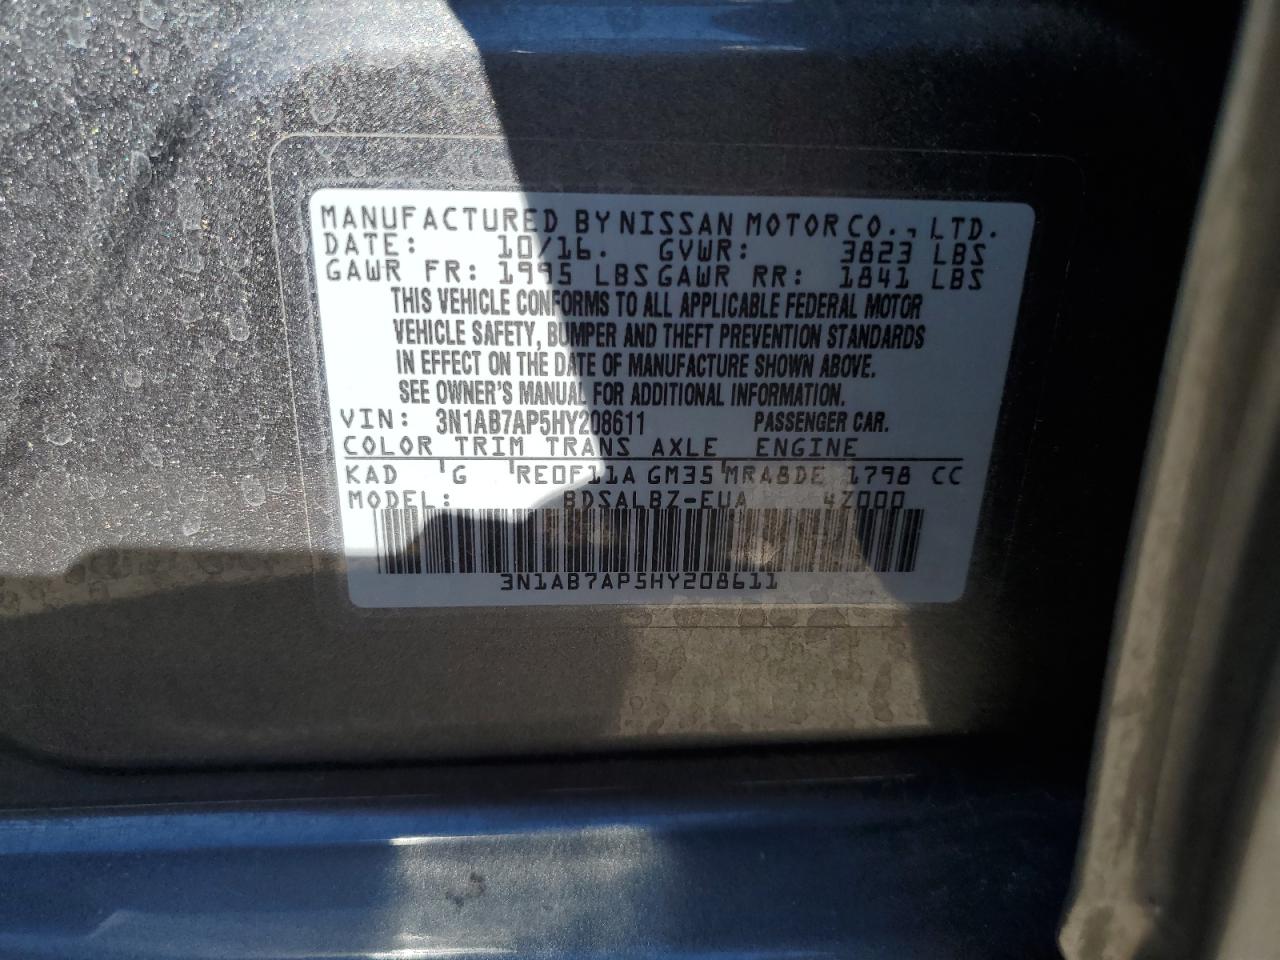 MANUFACTURED BY NISSAN MOTOR CO., LTD.
DATE: 10/16. GVWR: 3823 LBS
GAWR FR: 1995 LBS GAWR RR: 1841 LBS
THIS VEHICLE CONFORMS TO ALL APPLICABLE FEDERAL MOTOR
VEHICLE SAFETY, BUMPER AND THEFT PREVENTION STANDARDS
IN EFFECT ON THE DATE OF MANUFACTURE SHOWN ABOVE.
SEE OWNER'S MANUAL FOR ADDITIONAL INFORMATION.
VIN: 3N1AB7AP5HY208611 PASSENGER CAR.
COLOR TRIM TRANS AXLE ENGINE
KAD G RE0F11A GM35 MRA8DE 1798 CC
MODEL: BDSALBZ-EUA 4Z000
3N1AB7AP5HY208611